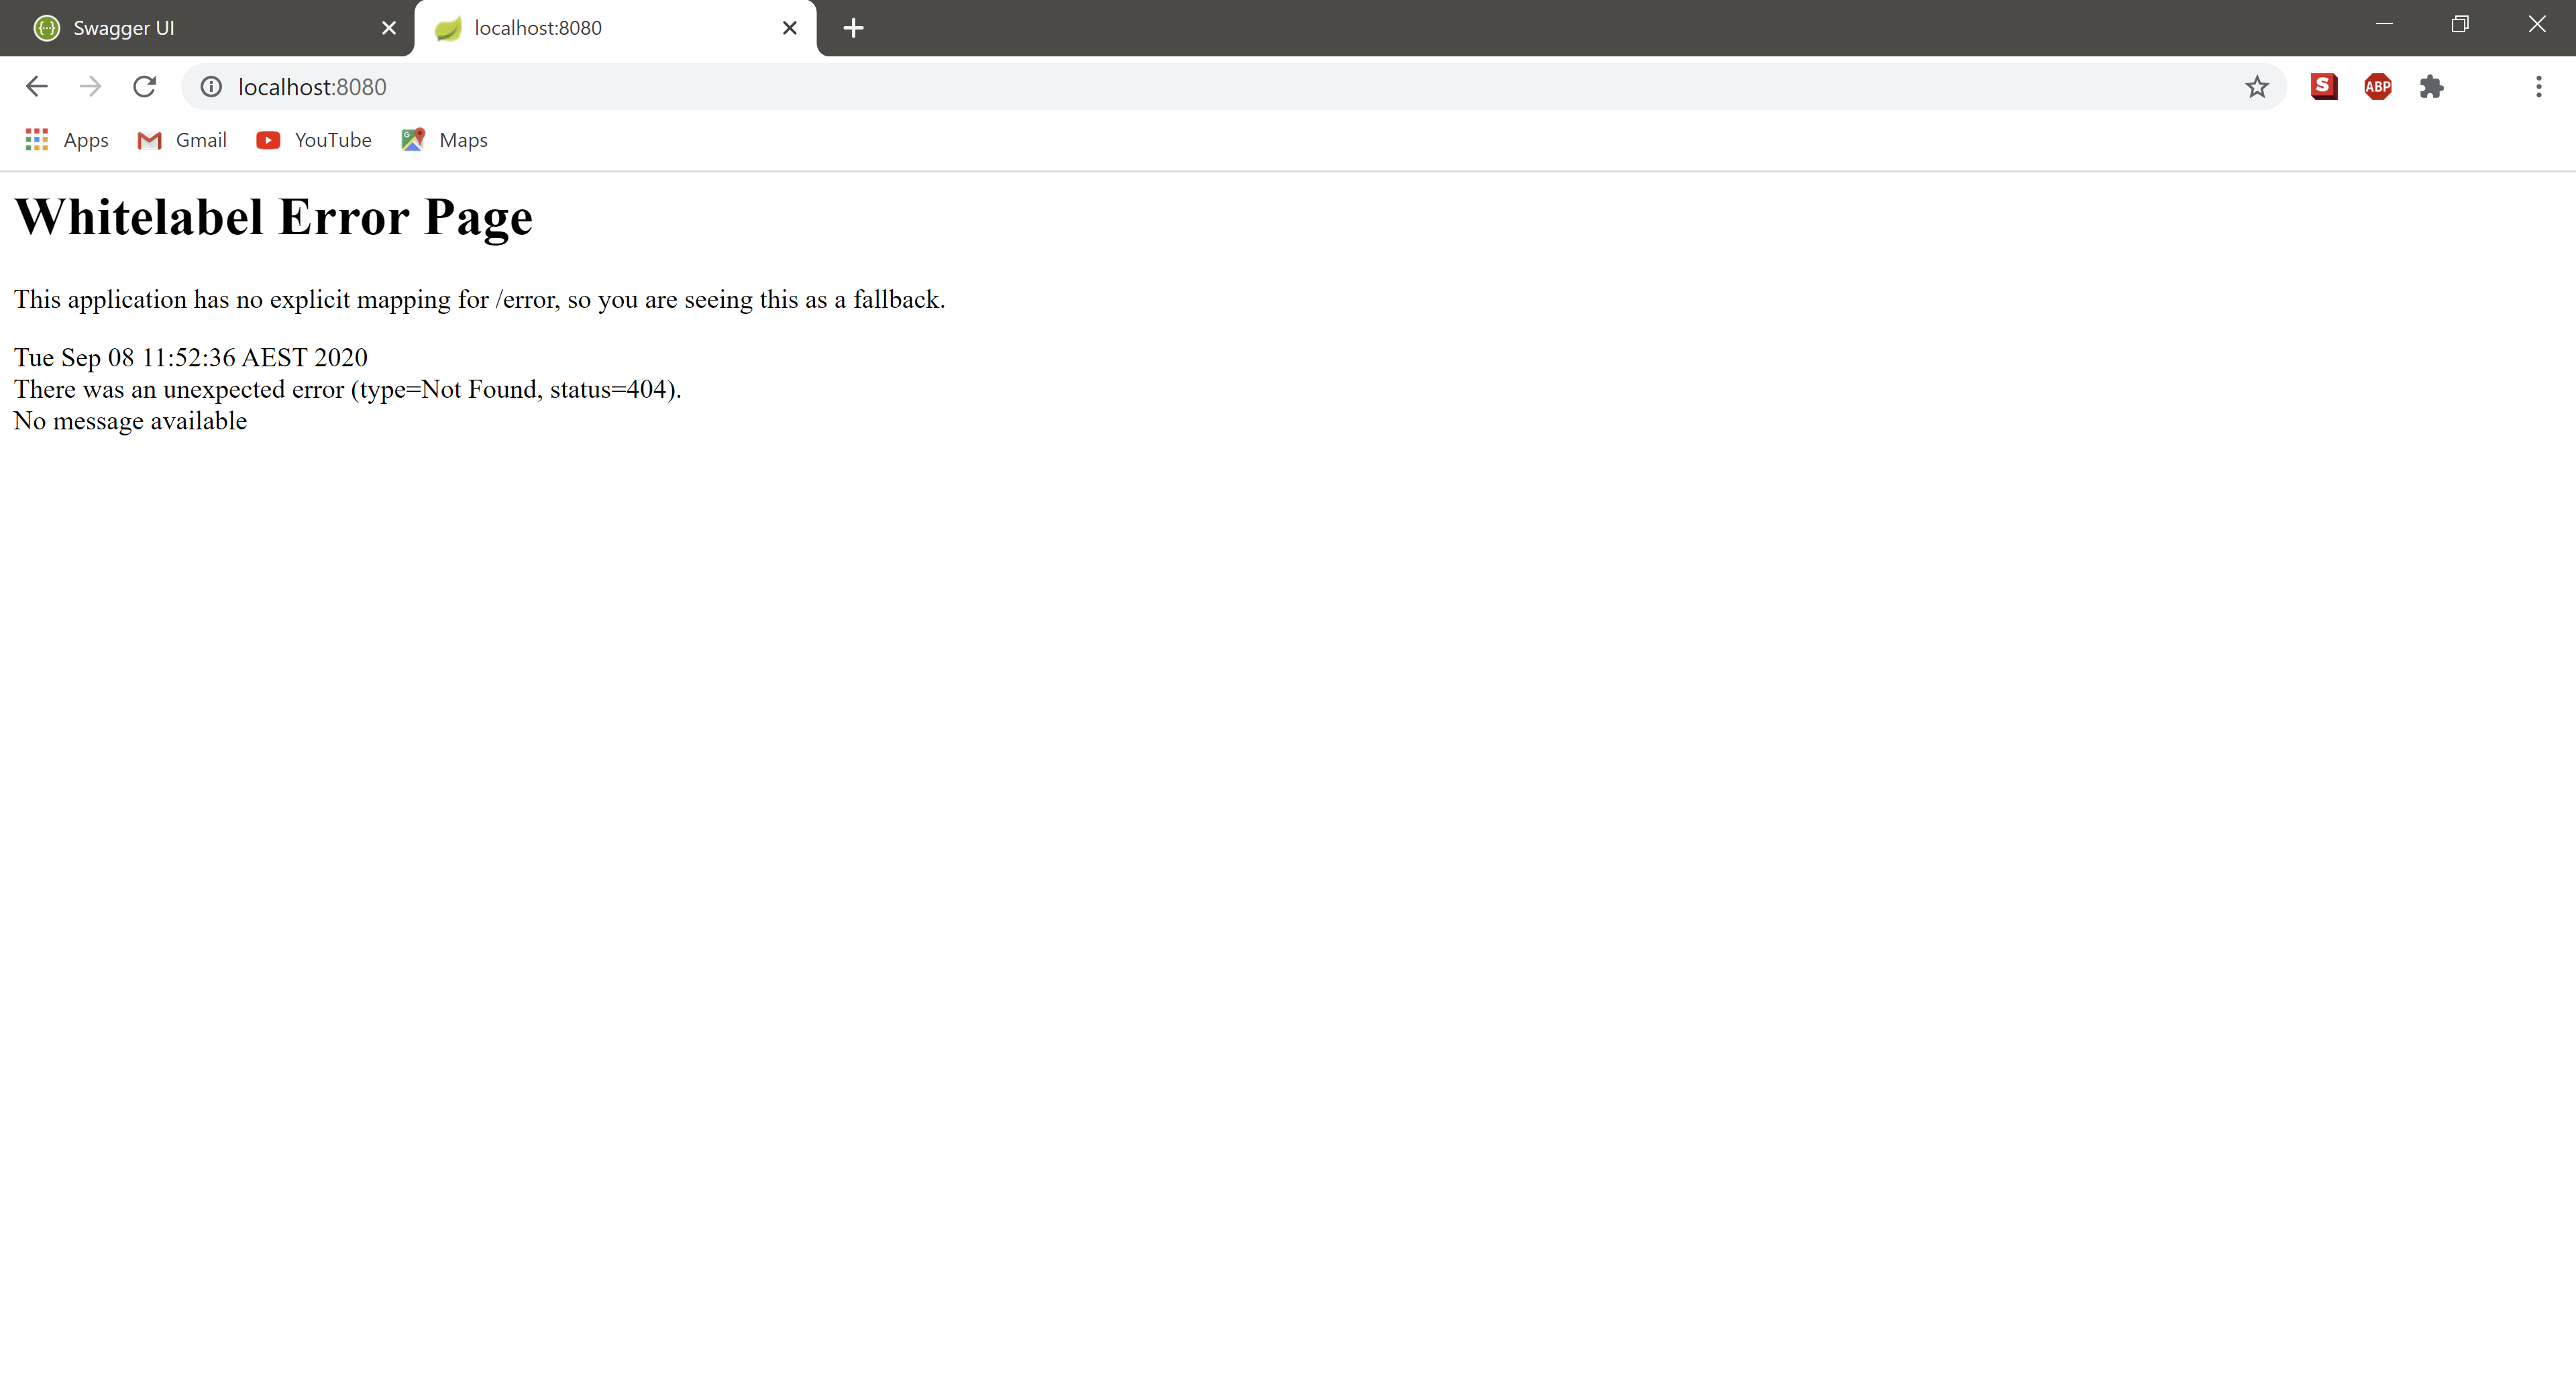 Swagger UI
localhost:8080
localhost:8080
S
ABP
Apps
Gmail
YouTube
G
Maps
Whitelabel Error Page
This application has no explicit mapping for /error, so you are seeing this as a fallback.
Tue Sep 08 11:52:36 AEST 2020
There was an unexpected error (type=Not Found, status=404).
No message available